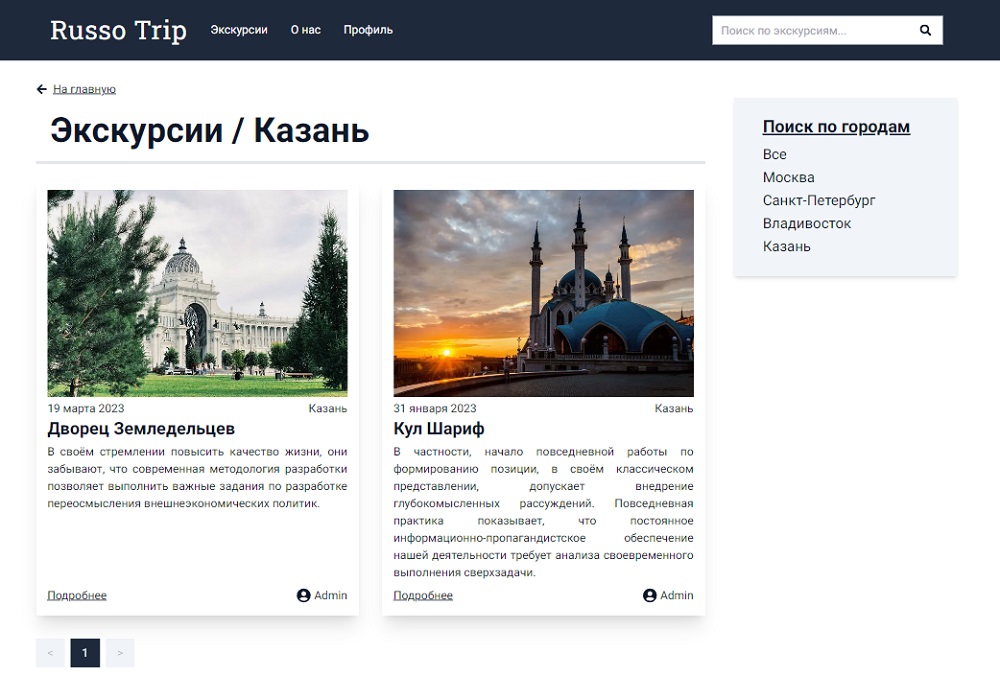 Russo Trip
Экскурсии
О нас
Профиль
Поиск по экскурсиям...
На главную
Экскурсии / Казань
19 марта 2023
Казань
Дворец Земледельцев
В своём стремлении повысить качество жизни, они
забывают, что современная методология разработки
позволяет выполнить важные задания по разработке
переосмысления внешнеэкономических политик.
Подробнее
Admin
31 января 2023
Казань
Кул Шариф
В частности, начало повседневной работы по
формированию позиции, в своём классическом
представлении, допускает внедрение
глубокомысленных рассуждений. Повседневная
практика показывает, что постоянное
информационно-пропагандистское обеспечение
нашей деятельности требует анализа своевременного
выполнения сверхзадачи.
Подробнее
Admin
< 1 >
Поиск по городам
Все
Москва
Санкт-Петербург
Владивосток
Казань